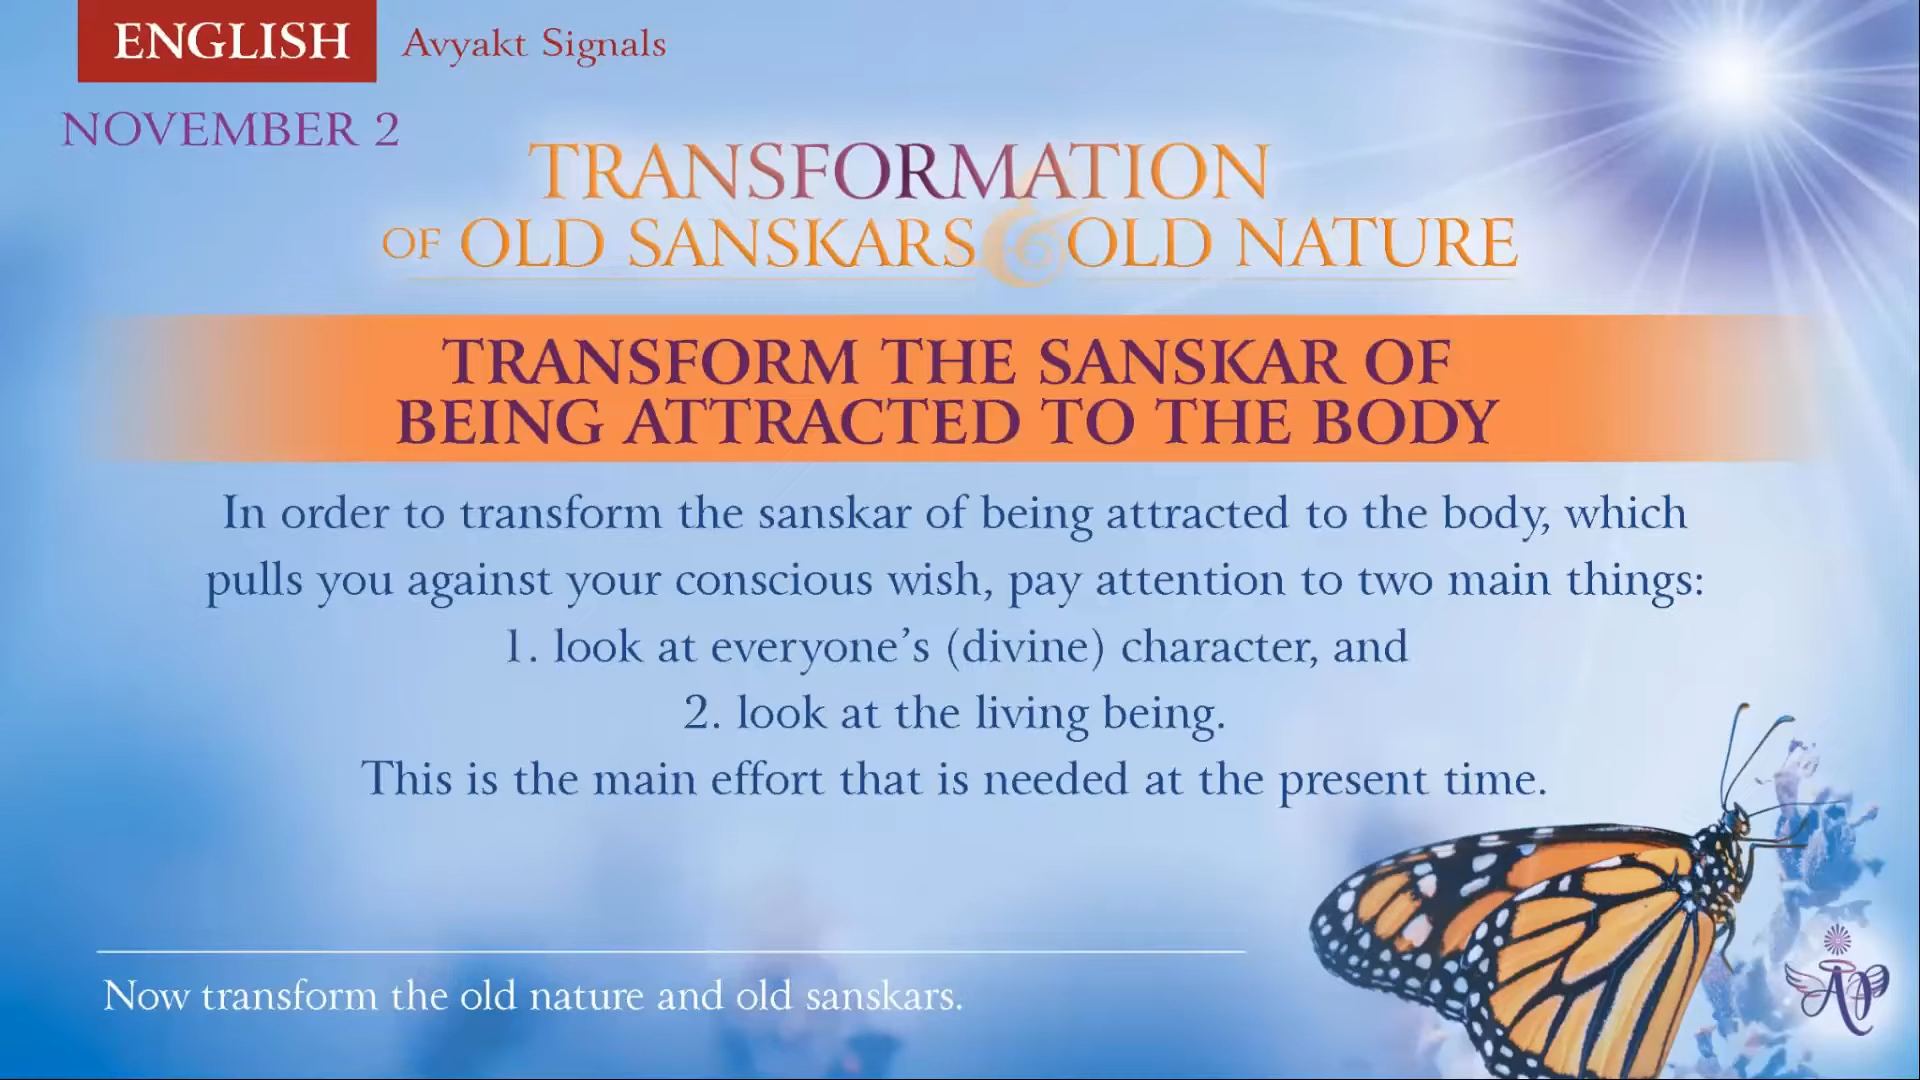 ENGLISH
Avyakt Signals
NOVEMBER 2
TRANSFORMATION
OF OLD SANSKARS & OLD NATURE
TRANSFORM THE SANSKAR OF
BEING ATTRACTED TO THE BODY
In order to transform the sanskar of being attracted to the body, which
pulls you against your conscious wish, pay attention to two main things:
1. look at everyone’s (divine) character, and
2. look at the living being.
This is the main effort that is needed at the present time.
Now transform the old nature and old sanskars.